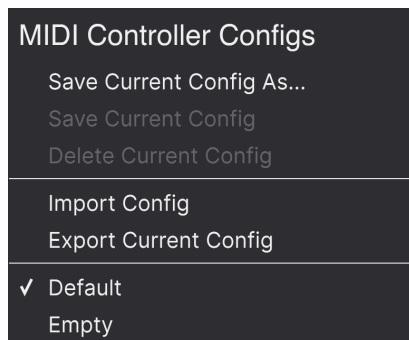 MIDI Controller Configs
Save Current Config As...
Save Current Config
Delete Current Config
Import Config
Export Current Config
✓ Default
Empty